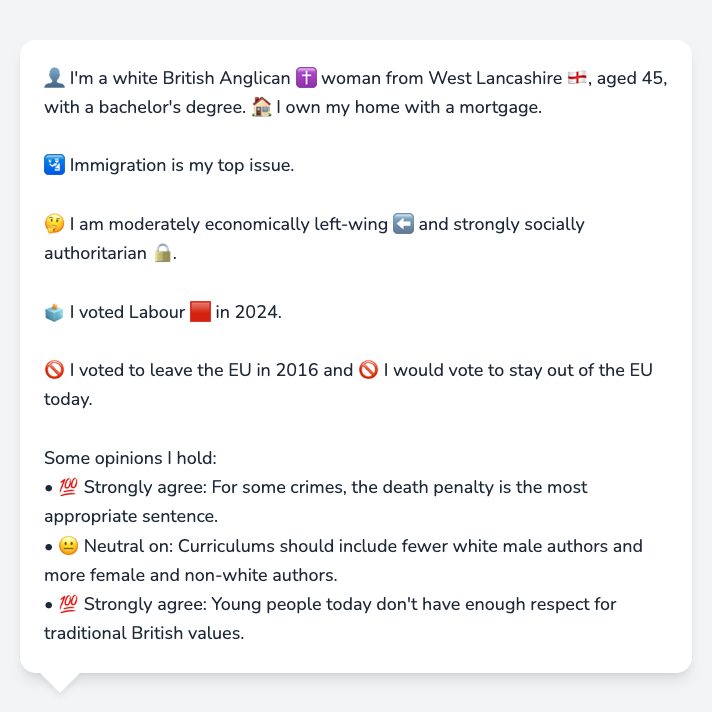 👤 I'm a white British Anglican ✝️ woman from West Lancashire 🏴󠁧󠁢󠁥󠁮󠁧󠁿, aged 45,
with a bachelor's degree. 🏠 I own my home with a mortgage.
🛂 Immigration is my top issue.
🤔 I am moderately economically left-wing ⬅️ and strongly socially
authoritarian 🔒.
🗳️ I voted Labour 🟥 in 2024.
🚫 I voted to leave the EU in 2016 and 🚫 I would vote to stay out of the EU
today.
Some opinions I hold:
• 💯 Strongly agree: For some crimes, the death penalty is the most
appropriate sentence.
• 😐 Neutral on: Curriculums should include fewer white male authors and
more female and non-white authors.
• 💯 Strongly agree: Young people today don't have enough respect for
traditional British values.